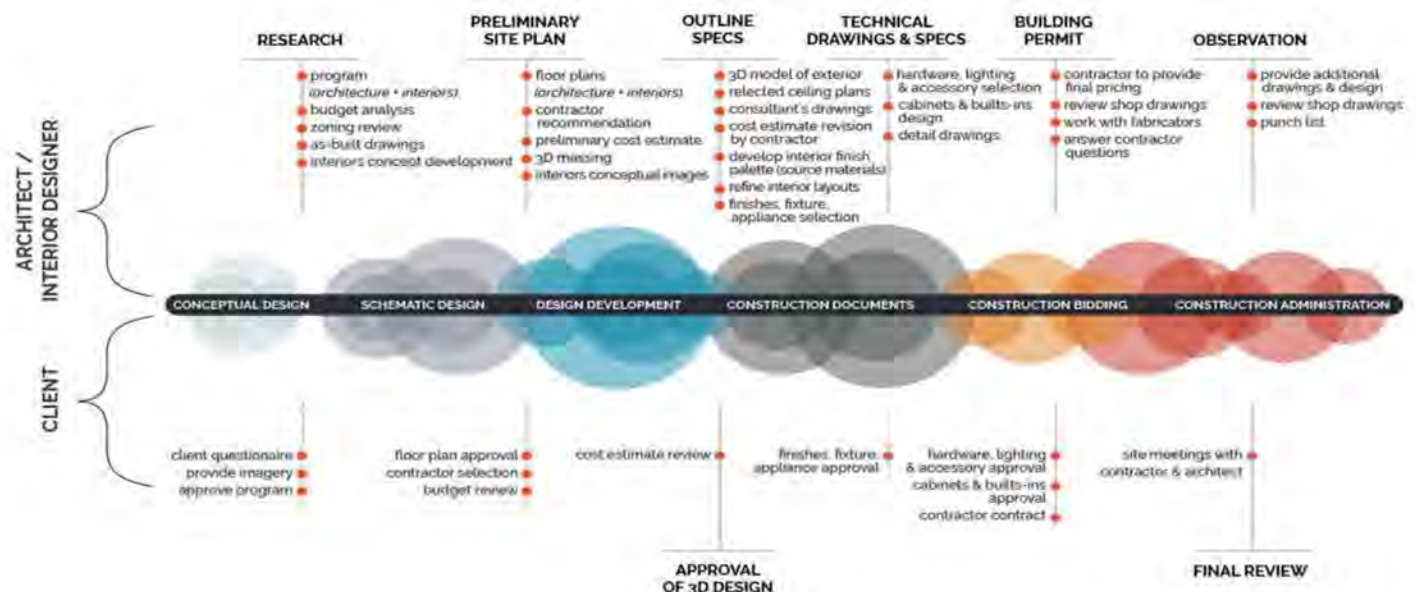 RESEARCH
program
(architecture + interiors)
budget analysis
zoning review
as-built drawings
interiors concept development
PRELIMINARY
SITE PLAN
floor plans
(architecture + interiors)
contractor
recommendation
preliminary cost estimate
3D massing
interiors conceptual images
OUTLINE
SPECS
3D model of exterior
relected ceiling plans
consultant's drawings
cost estimate revision
by contractor
develop interior finish
palette (source materials)
refine interior layouts
finishes, fixture,
appliance selection
TECHNICAL
DRAWINGS & SPECS
hardware, lighting
& accessory selection
cabinets & builts-ins
design
detail drawings
BUILDING
PERMIT
contractor to provide
final pricing
review shop drawings
work with fabricators
answer contractor
questions
OBSERVATION
provide additional
drawings & design
review shop drawings
punch list
ARCHITECT /
INTERIOR DESIGNER
CONCEPTUAL DESIGN
SCHEMATIC DESIGN
DESIGN DEVELOPMENT
CONSTRUCTION DOCUMENTS
CONSTRUCTION BIDDING
CONSTRUCTION ADMINISTRATION
CLIENT
client questionaire
provide imagery
approve program
floor plan approval
contractor selection
budget review
cost estimate review
finishes, fixture,
appliance approval
hardware, lighting
& accessory approval
cabinets & builts-ins
approval
contractor contract
site meetings with
contractor & architect
APPROVAL
OF 3D DESIGN
FINAL REVIEW